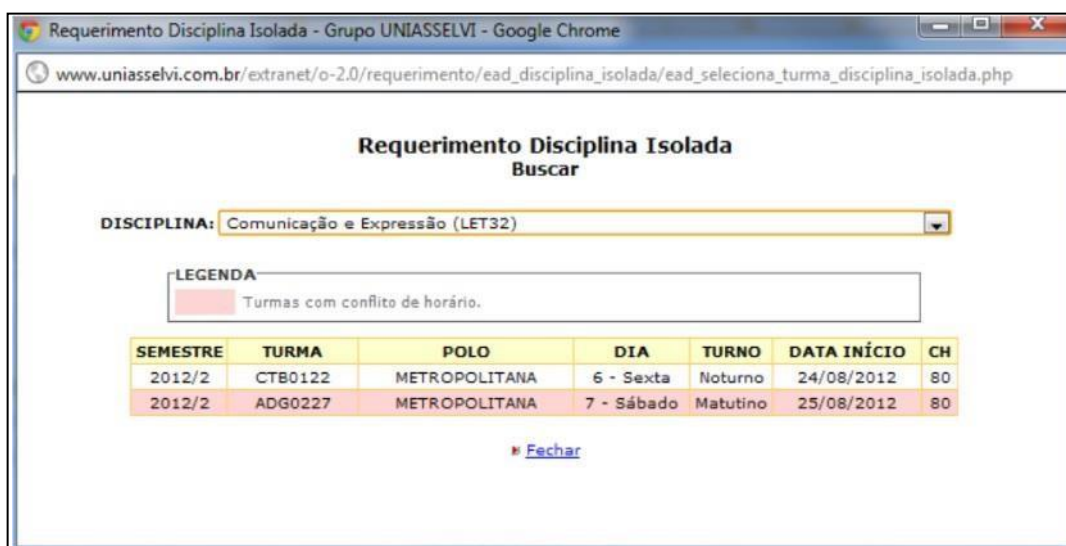 Requerimento Disciplina Isolada - Grupo UNIASSELVI - Google Chrome
www.uniasselvi.com.br/extranet/o-2.0/requerimento/ead_disciplina_isolada/ead_seleciona_turma_disciplina_isolada.php
Requerimento Disciplina Isolada
Buscar
DISCIPLINA: Comunicação e Expressão (LET32)
LEGENDA
Turmas com conflito de horário.
SEMESTRE TURMA POLO DIA TURNO DATA INÍCIO CH
2012/2 CTB0122 METROPOLITANA 6 - Sexta Noturno 24/08/2012 80
2012/2 ADG0227 METROPOLITANA 7 - Sábado Matutino 25/08/2012 80
Fechar